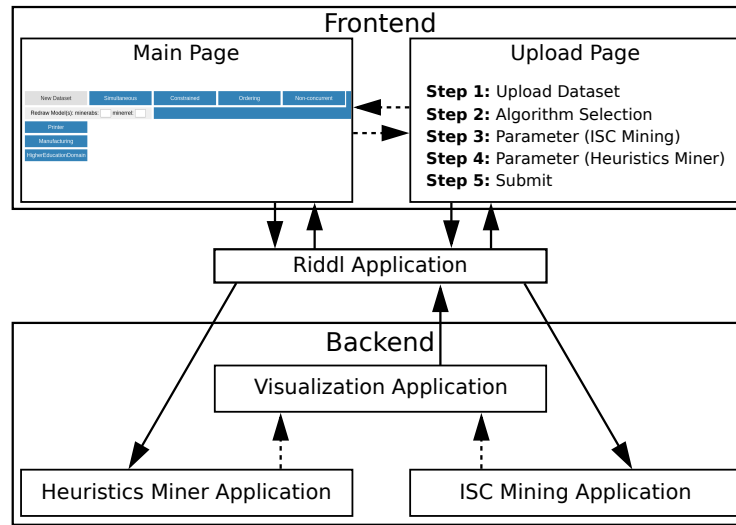 Frontend
Main Page
New Dataset Simultaneous Constrained Ordering Non-concurrent
Redraw Model(s): minerabs: minerrel:
Printer
Manufacturing
HigherEducationDomain
Upload Page
Step 1: Upload Dataset
Step 2: Algorithm Selection
Step 3: Parameter (ISC Mining)
Step 4: Parameter (Heuristics Miner)
Step 5: Submit
Riddl Application
Backend
Visualization Application
Heuristics Miner Application
ISC Mining Application